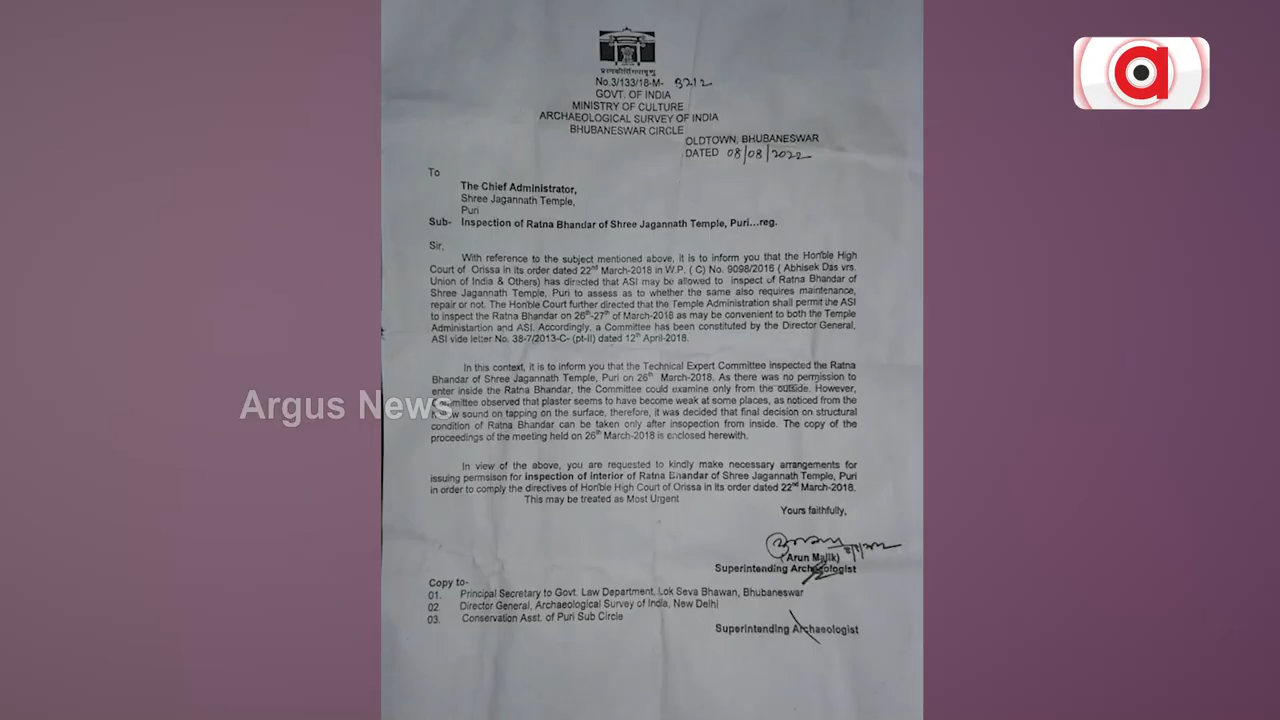 a
प्रत्नकीर्तिमपावृणु
No.3/133/18-M- 3212
GOVT. OF INDIA
MINISTRY OF CULTURE
ARCHAEOLOGICAL SURVEY OF INDIA
BHUBANESWAR CIRCLE
OLDTOWN, BHUBANESWAR
DATED 08/08/2022
To
The Chief Administrator,
Shree Jagannath Temple,
Puri
Sub- Inspection of Ratna Bhandar of Shree Jagannath Temple, Puri...reg.
Sir,
With reference to the subject mentioned above, it is to inform you that the Hon'ble High
Court of Orissa in its order dated 22nd March-2018 in W.P. ( C) No. 9098/2016 ( Abhisek Das vrs.
Union of India & Others) has directed that ASI may be allowed to inspect of Ratna Bhandar of
Shree Jagannath Temple, Puri to assess as to whether the same also requires maintenance,
repair or not. The Hon'ble Court further directed that the Temple Administration shall permit the ASI
to inspect the Ratna Bhandar on 26th-27th of March-2018 as may be convenient to both the Temple
Administartion and ASI. Accordingly, a Committee has been constituted by the Director General,
ASI vide letter No. 38-7/2013-C- (pt-II) dated 12th April-2018.
In this context, it is to inform you that the Technical Expert Committee inspected the Ratna
Bhandar of Shree Jagannath Temple, Puri on 26th March-2018. As there was no permission to
enter inside the Ratna Bhandar, the Committee could examine only from the outside. However,
mmittee observed that plaster seems to have become weak at some places, as noticed from the
w sound on tapping on the surface, therefore, it was decided that final decision on structural
condition of Ratna Bhandar can be taken only after insopection from inside. The copy of the
proceedings of the meeting held on 26th March-2018 is enclosed herewith.
Argus News
In view of the above, you are requested to kindly make necessary arrangements for
issuing permsison for inspection of interior of Ratna Bhandar of Shree Jagannath Temple, Puri
in order to comply the directives of Hon'ble High Court of Orissa in its order dated 22nd March-2018.
This may be treated as Most Urgent
Yours faithfully,
(Arun Malik)
Superintending Archaeologist
Copy to-
01. Principal Secretary to Govt. Law Department, Lok Seva Bhawan, Bhubaneswar
02. Director General, Archaeological Survey of India, New Delhi
03. Conservation Asst. of Puri Sub Circle
Superintending Archaeologist